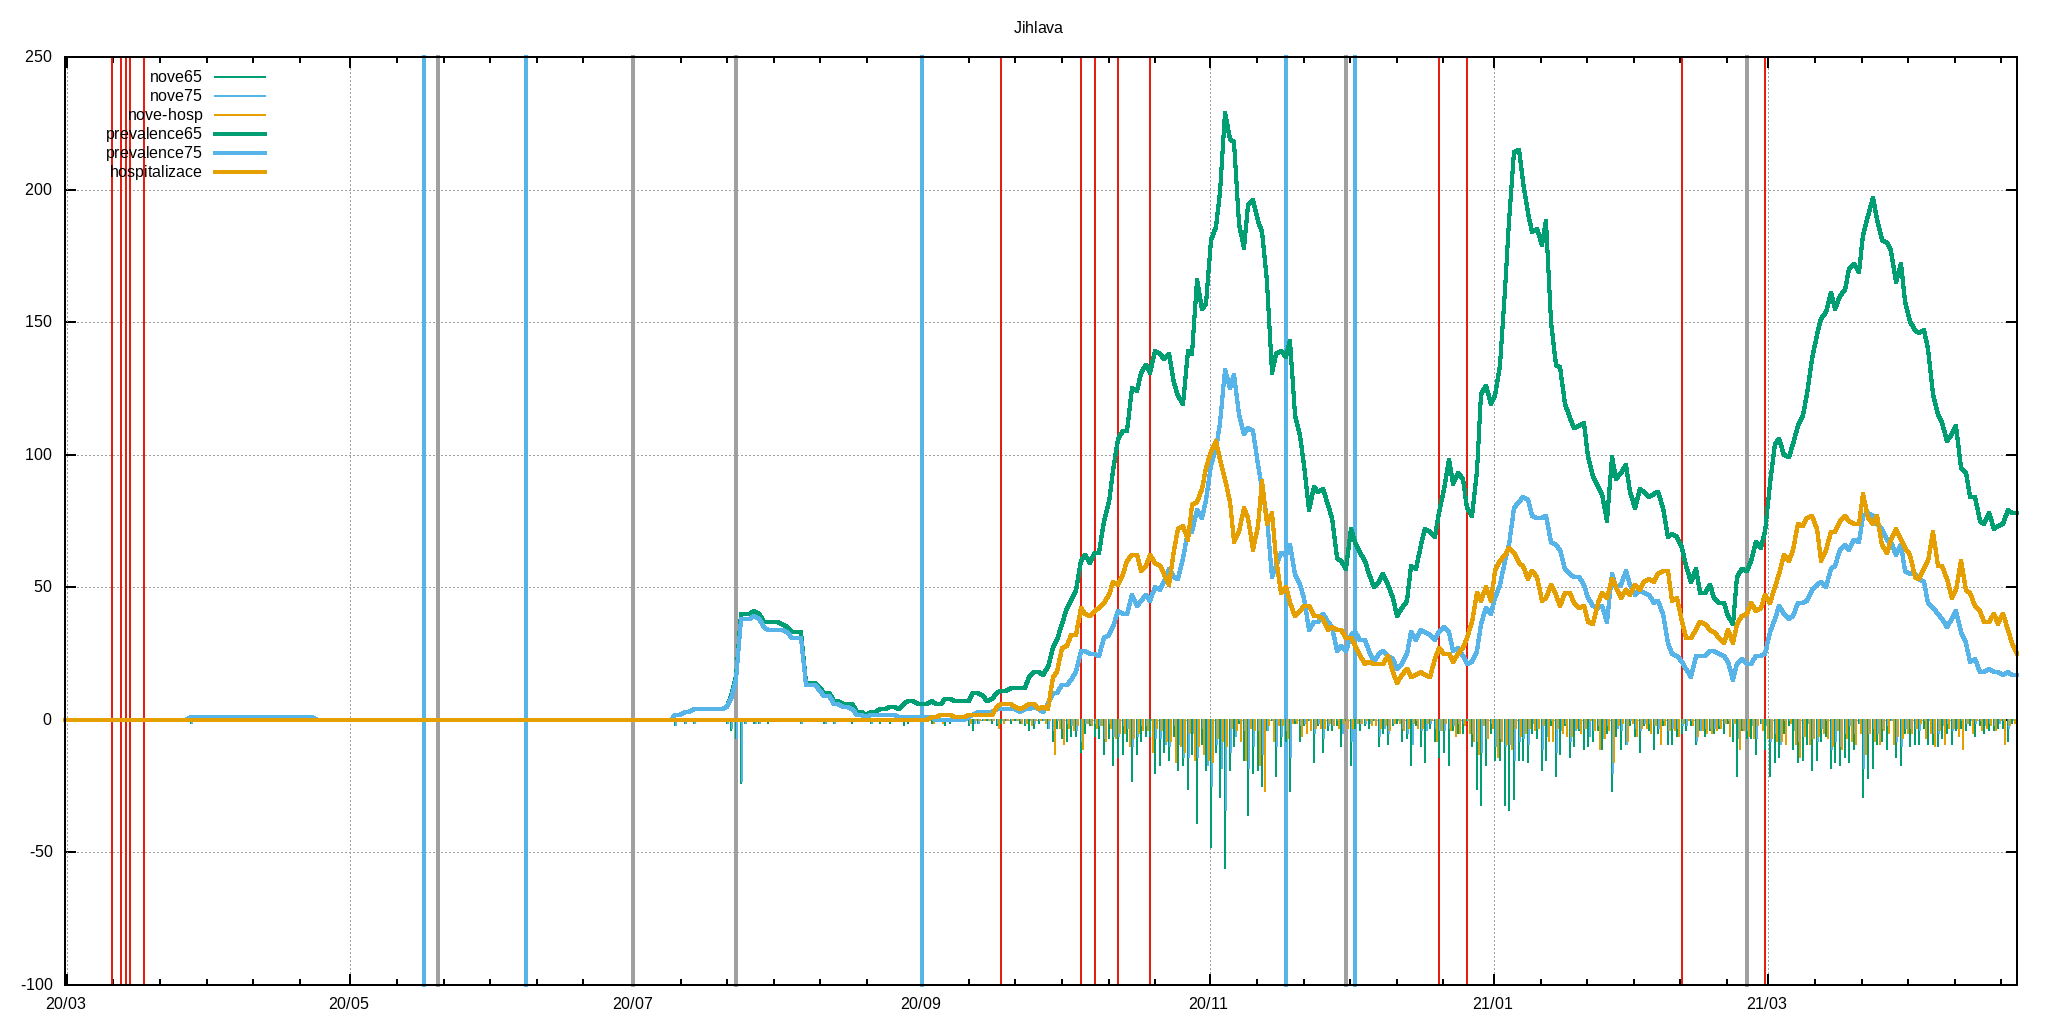 Jihlava
250
200
150
100
50
0
-50
-100
nove65
nove75
nove-hosp
prevalence65
prevalence75
hospitalizace
20/03 20/05 20/07 20/09 20/11 21/01 21/03